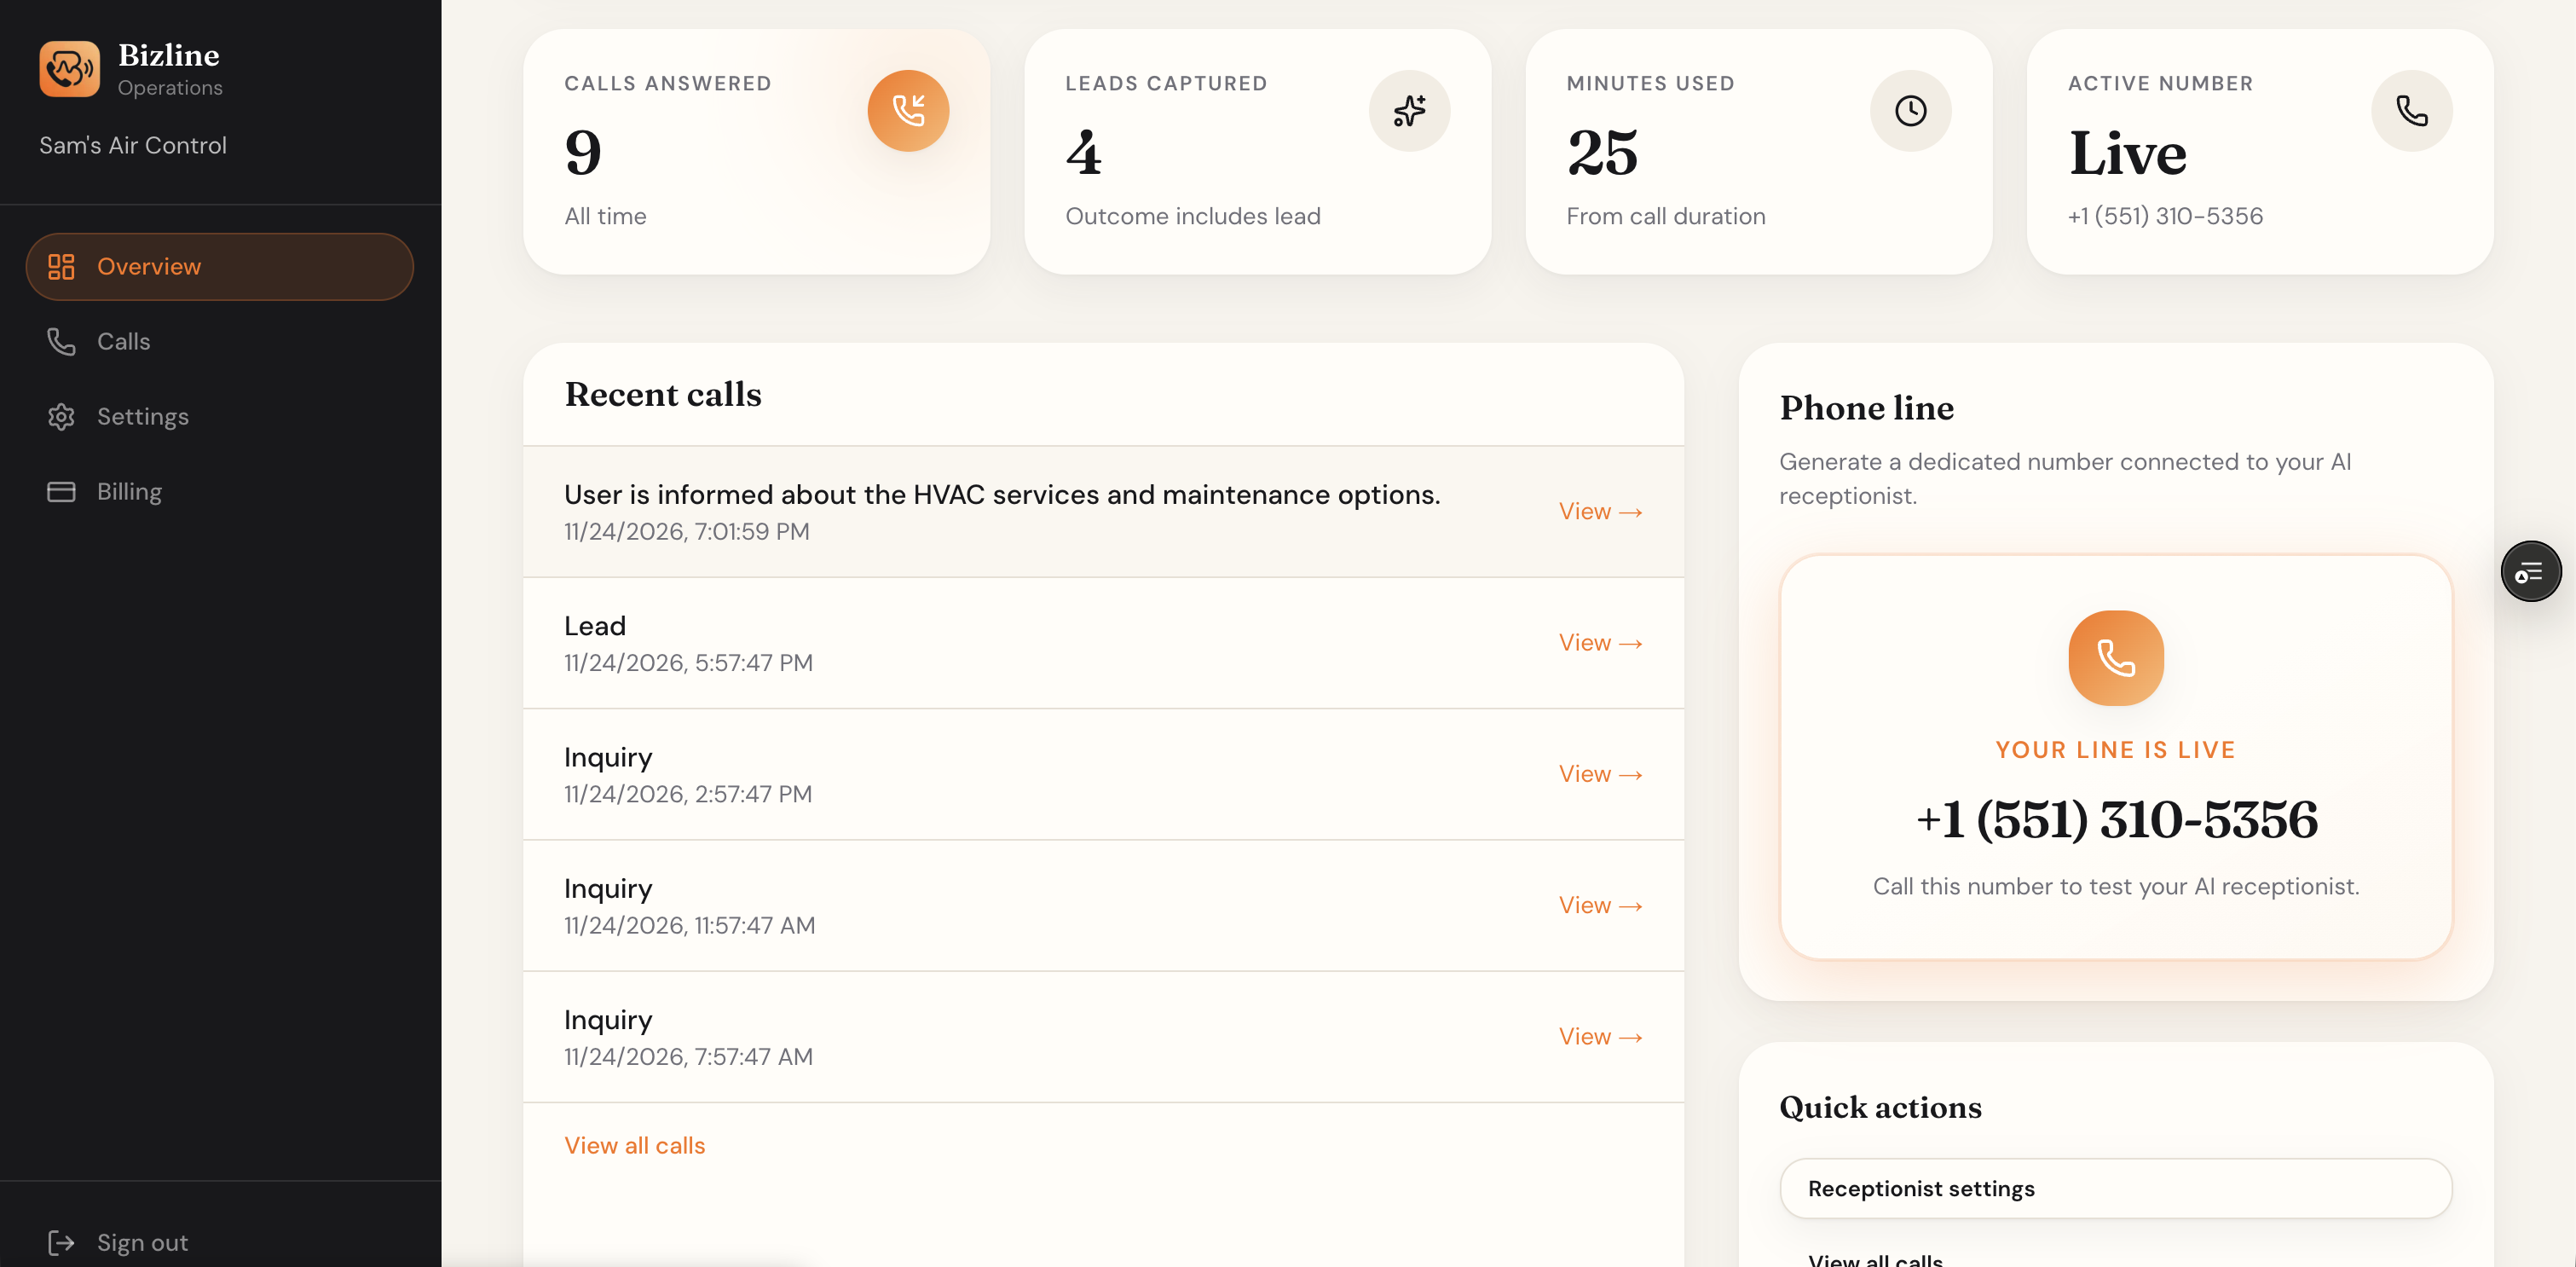 Bizline
Operations
Sam's Air Control
Overview
Calls
Settings
Billing
Sign out
CALLS ANSWERED
9
All time
LEADS CAPTURED
4
Outcome includes lead
MINUTES USED
25
From call duration
ACTIVE NUMBER
Live
+1 (551) 310-5356
Recent calls
User is informed about the HVAC services and maintenance options.
11/24/2026, 7:01:59 PM
View →
Lead
11/24/2026, 5:57:47 PM
View →
Inquiry
11/24/2026, 2:57:47 PM
View →
Inquiry
11/24/2026, 11:57:47 AM
View →
Inquiry
11/24/2026, 7:57:47 AM
View →
View all calls
Phone line
Generate a dedicated number connected to your AI
receptionist.
YOUR LINE IS LIVE
+1 (551) 310-5356
Call this number to test your AI receptionist.
Quick actions
Receptionist settings
View all calls